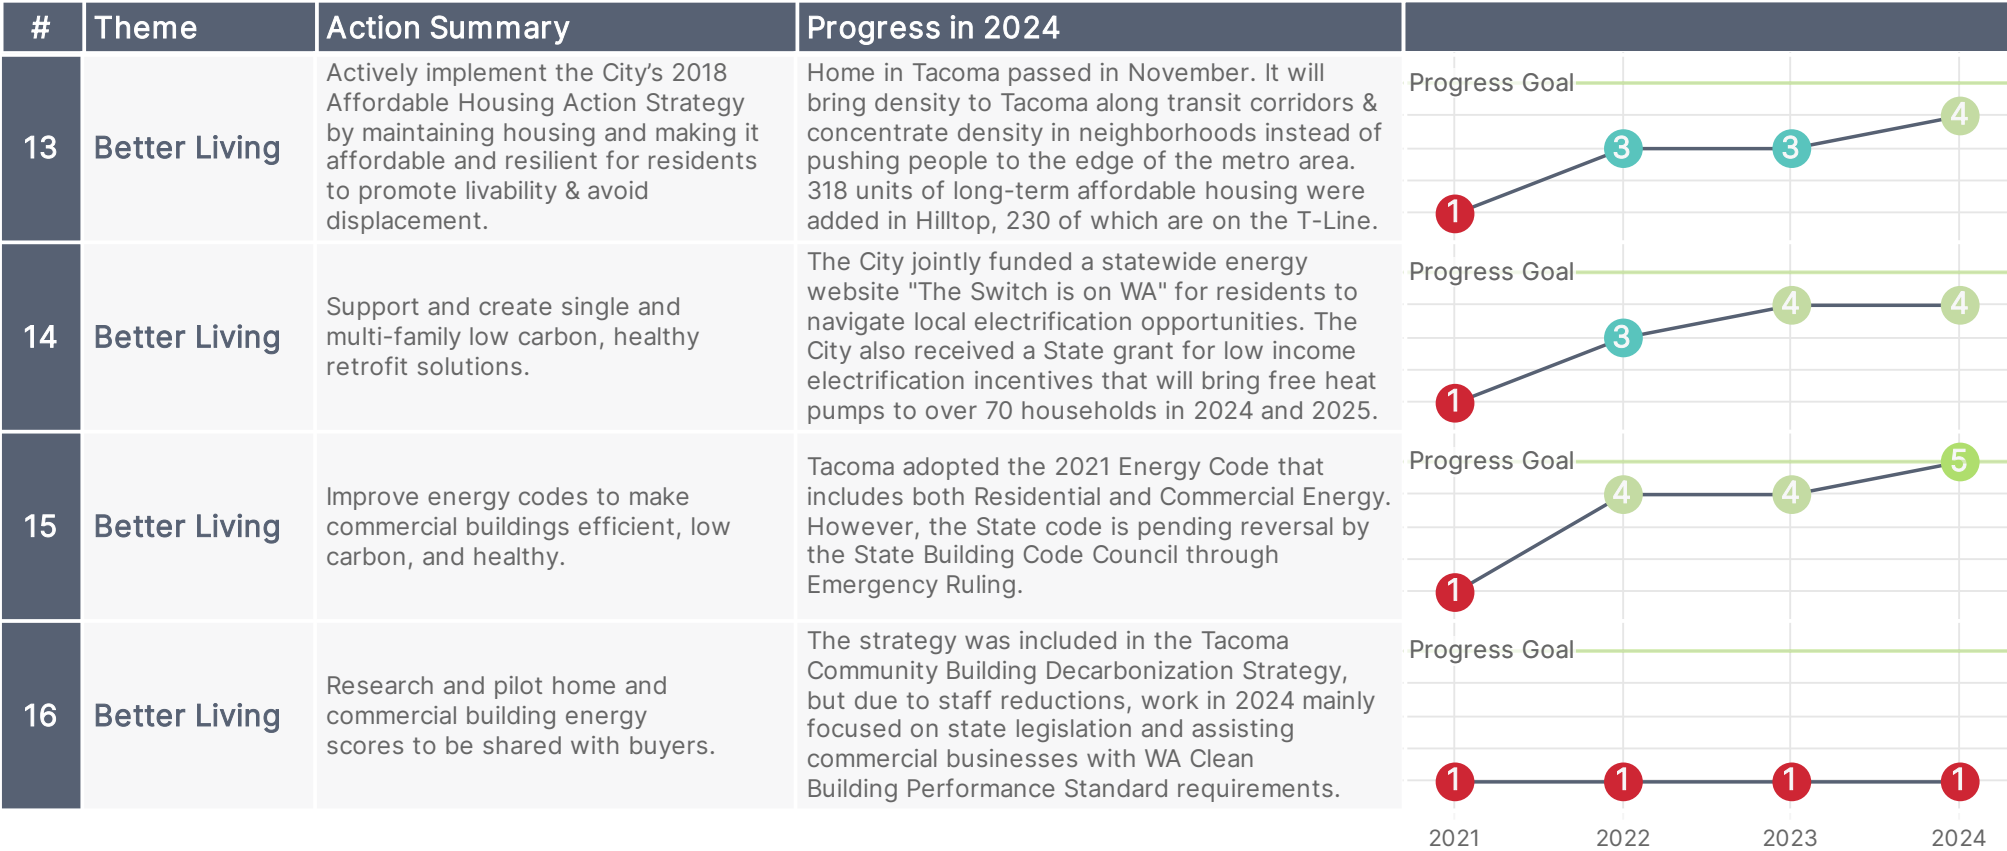 # Theme Action Summary Progress in 2024
13
Better Living
Actively implement the City’s 2018
Affordable Housing Action Strategy
by maintaining housing and making it
affordable and resilient for residents
to promote livability & avoid
displacement.
Home in Tacoma passed in November. It will
bring density to Tacoma along transit corridors &
concentrate density in neighborhoods instead of
pushing people to the edge of the metro area.
318 units of long-term affordable housing were
added in Hilltop, 230 of which are on the T-Line.
Progress Goal
1 3 3 4
14
Better Living
Support and create single and
multi-family low carbon, healthy
retrofit solutions.
The City jointly funded a statewide energy
website "The Switch is on WA" for residents to
navigate local electrification opportunities. The
City also received a State grant for low income
electrification incentives that will bring free heat
pumps to over 70 households in 2024 and 2025.
Progress Goal
1 3 4 4
15
Better Living
Improve energy codes to make
commercial buildings efficient, low
carbon, and healthy.
Tacoma adopted the 2021 Energy Code that
includes both Residential and Commercial Energy.
However, the State code is pending reversal by
the State Building Code Council through
Emergency Ruling.
Progress Goal
1 4 4 5
16
Better Living
Research and pilot home and
commercial building energy
scores to be shared with buyers.
The strategy was included in the Tacoma
Community Building Decarbonization Strategy,
but due to staff reductions, work in 2024 mainly
focused on state legislation and assisting
commercial businesses with WA Clean
Building Performance Standard requirements.
Progress Goal
1 1 1 1
2021 2022 2023 2024